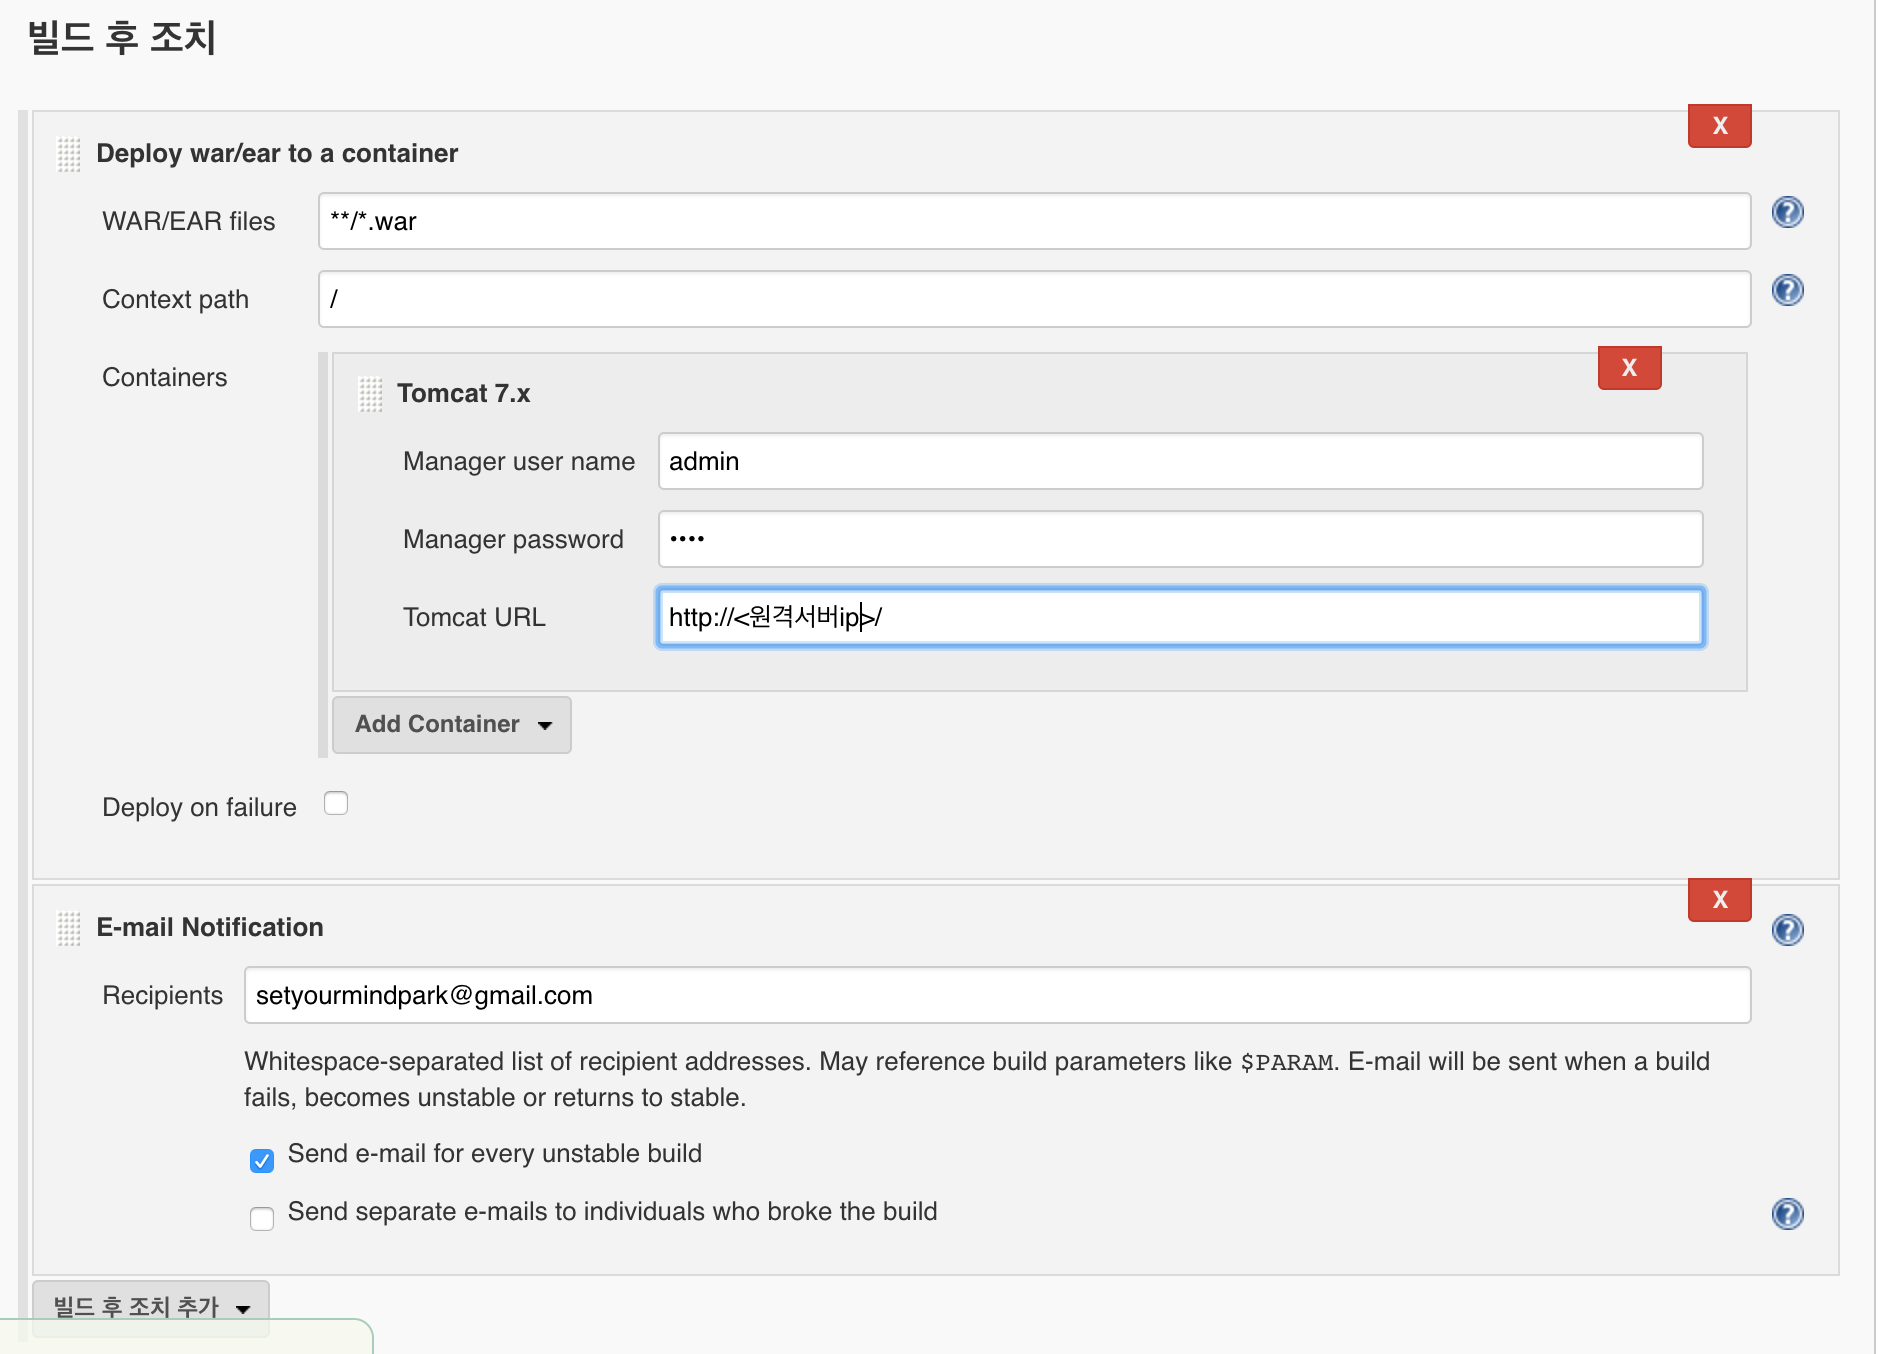 빌드 후 조치
X
Deploy war/ear to a container
WAR/EAR files **/*.war
Context path /
Containers
X
Tomcat 7.x
Manager user name admin
Manager password ••••
Tomcat URL http://<원격서버ip>/
Add Container
Deploy on failure
X
E-mail Notification
Recipients setyourmindpark@gmail.com
Whitespace-separated list of recipient addresses. May reference build parameters like $PARAM. E-mail will be sent when a build
fails, becomes unstable or returns to stable.
Send e-mail for every unstable build
Send separate e-mails to individuals who broke the build
빌드 후 조치 추가